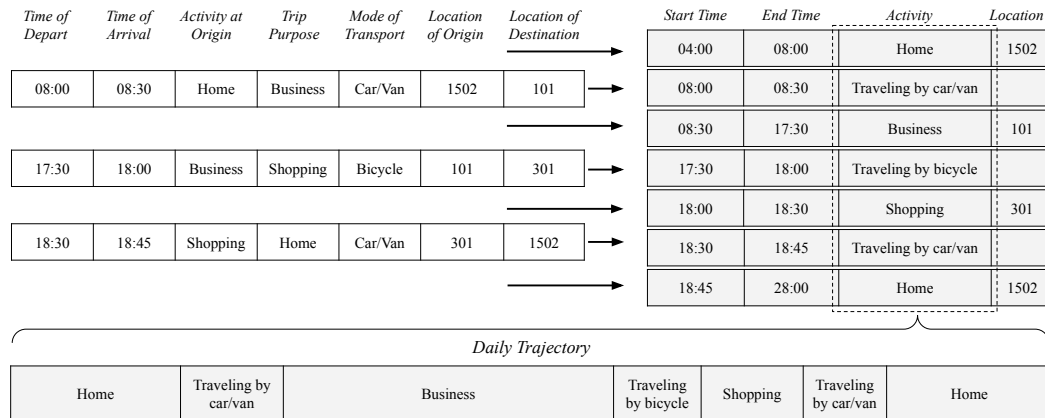 Time of Depart
Time of Arrival
Activity at Origin
Trip Purpose
Mode of Transport
Location of Origin
Location of Destination
08:00 08:30 Home Business Car/Van 1502 101
17:30 18:00 Business Shopping Bicycle 101 301
18:30 18:45 Shopping Home Car/Van 301 1502
Start Time End Time Activity Location
04:00 08:00 Home 1502
08:00 08:30 Traveling by car/van
08:30 17:30 Business 101
17:30 18:00 Traveling by bicycle
18:00 18:30 Shopping 301
18:30 18:45 Traveling by car/van
18:45 28:00 Home 1502
Daily Trajectory
Home
Traveling by
car/van
Business
Traveling
by bicycle
Shopping
Traveling
by car/van
Home